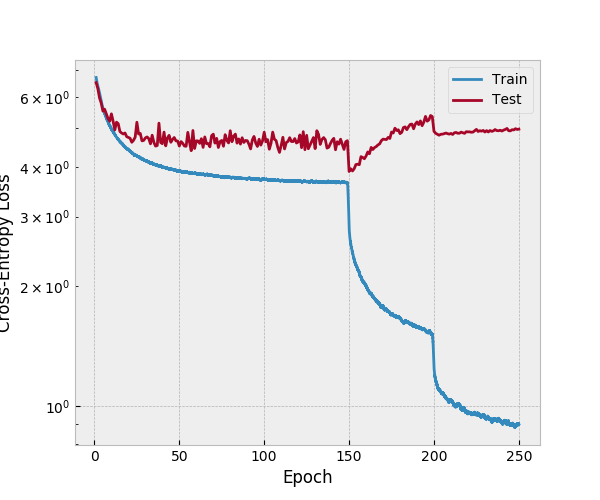 Train
Test
6 × 10⁰
4 × 10⁰
3 × 10⁰
2 × 10⁰
10⁰
Cross-Entropy Loss
0 50 100 150 200 250
Epoch